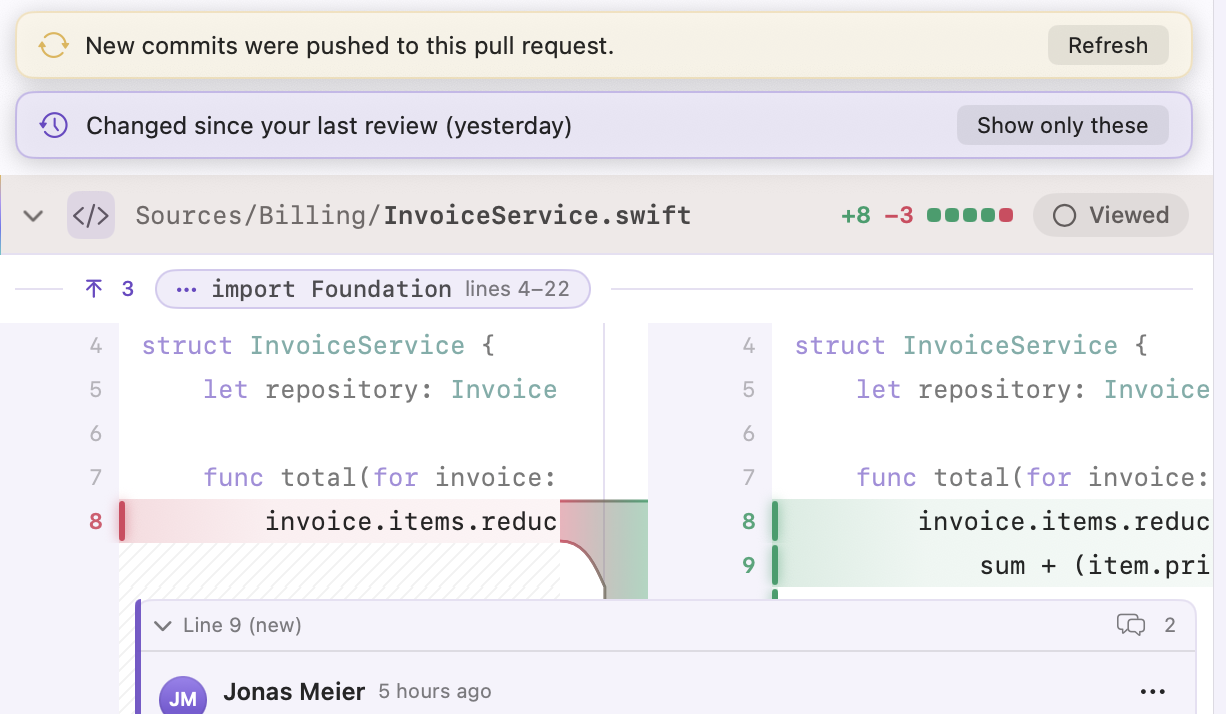 New commits were pushed to this pull request. Refresh
Changed since your last review (yesterday) Show only these
</> Sources/Billing/InvoiceService.swift +8 −3 Viewed
3 ··· import Foundation lines 4–22
4 struct InvoiceService { 4 struct InvoiceService {
5 let repository: Invoice 5 let repository: Invoice
6 6
7 func total(for invoice: 7 func total(for invoice:
8 invoice.items.reduc 8 invoice.items.reduc
9 sum + (item.pri
Line 9 (new) 2
JM Jonas Meier 5 hours ago ···